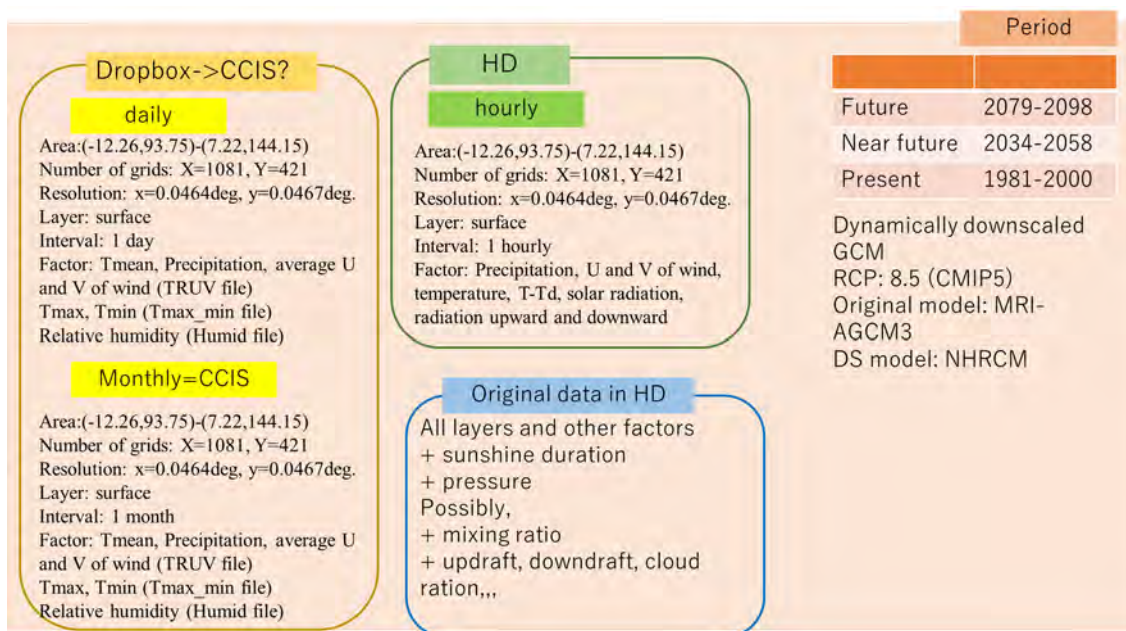 Dropbox->CCIS?
daily
Area:(-12.26,93.75)-(7.22,144.15)
Number of grids: X=1081, Y=421
Resolution: x=0.0464deg, y=0.0467deg.
Layer: surface
Interval: 1 day
Factor: Tmean, Precipitation, average U
and V of wind (TRUV file)
Tmax, Tmin (Tmax_min file)
Relative humidity (Humid file)
Monthly=CCIS
Area:(-12.26,93.75)-(7.22,144.15)
Number of grids: X=1081, Y=421
Resolution: x=0.0464deg, y=0.0467deg.
Layer: surface
Interval: 1 month
Factor: Tmean, Precipitation, average U
and V of wind (TRUV file)
Tmax, Tmin (Tmax_min file)
Relative humidity (Humid file)
HD
hourly
Area:(-12.26,93.75)-(7.22,144.15)
Number of grids: X=1081, Y=421
Resolution: x=0.0464deg, y=0.0467deg.
Layer: surface
Interval: 1 hourly
Factor: Precipitation, U and V of wind,
temperature, T-Td, solar radiation,
radiation upward and downward
Original data in HD
All layers and other factors
+ sunshine duration
+ pressure
Possibly,
+ mixing ratio
+ updraft, downdraft, cloud
ration,,,
Period
Future 2079-2098
Near future 2034-2058
Present 1981-2000
Dynamically downscaled
GCM
RCP: 8.5 (CMIP5)
Original model: MRI-
AGCM3
DS model: NHRCM